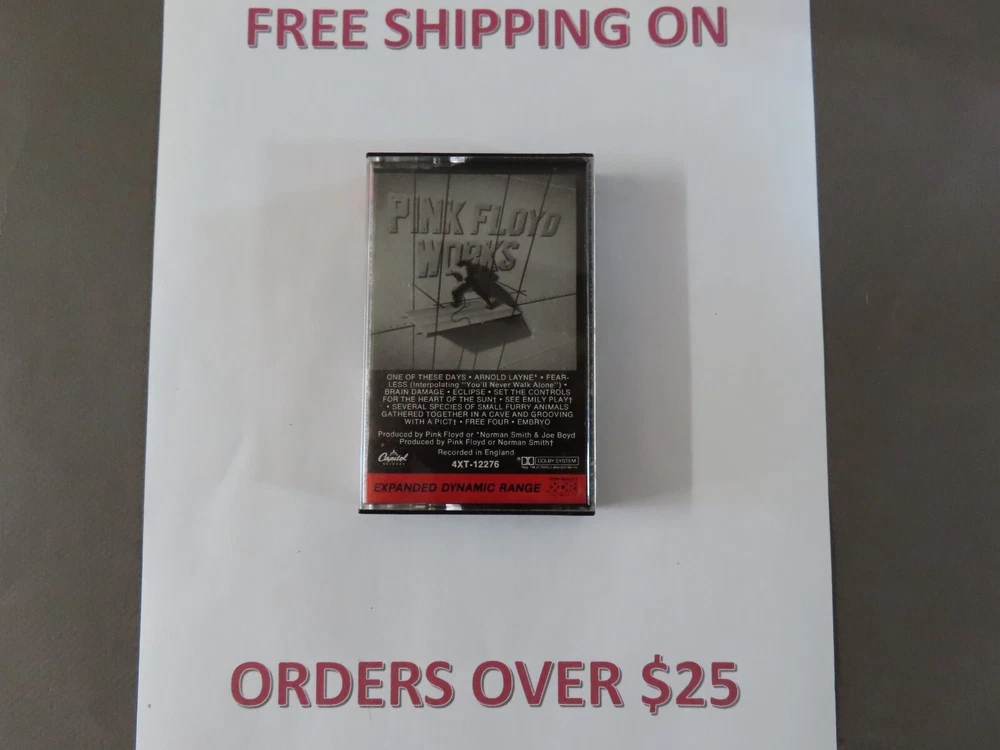 FREE SHIPPING ON
PINK FLOYD
WORKS
ONE OF THESE DAYS • ARNOLD LAYNE* • FEAR-
LESS (Interpolating "You'll Never Walk Alone") •
BRAIN DAMAGE • ECLIPSE • SET THE CONTROLS
FOR THE HEART OF THE SUN† • SEE EMILY PLAY†
• SEVERAL SPECIES OF SMALL FURRY ANIMALS
GATHERED TOGETHER IN A CAVE AND GROOVING
WITH A PICT† • FREE FOUR • EMBRYO
Produced by Pink Floyd or *Norman Smith & Joe Boyd
Produced by Pink Floyd or Norman Smith†
Recorded in England
Capitol
RECORDS
4XT-12276
DOLBY SYSTEM
EXPANDED DYNAMIC RANGE
XDR
ORDERS OVER $25